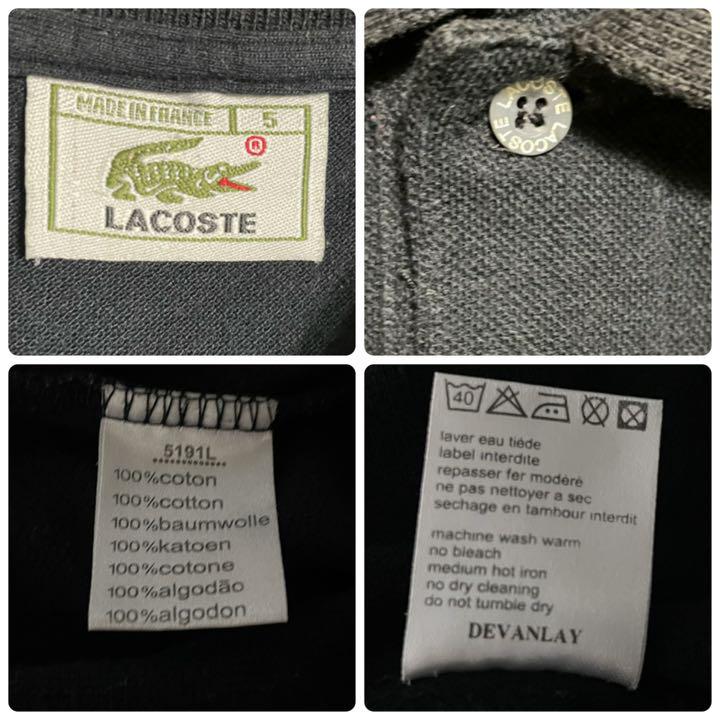 MADE IN FRANCE 5
®
LACOSTE
LACOSTE LACOSTE
5191L
100%coton
100%cotton
100%baumwolle
100%katoen
100%cotone
100%algodão
100%algodon
40
laver eau tiéde
label interdite
repasser fer modéré
ne pas nettoyer a sec
sechage en tambour interdit
machine wash warm
no bleach
medium hot iron
no dry cleaning
do not tumble dry
DEVANLAY